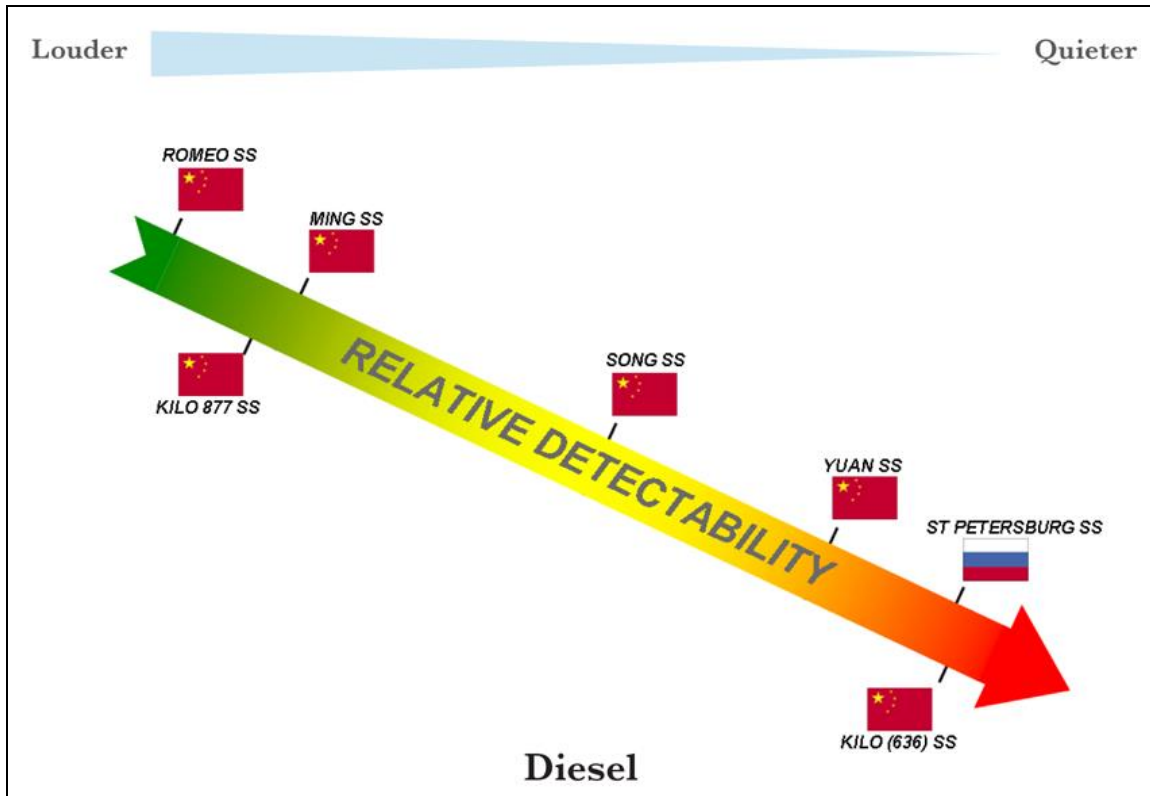 Louder
Quieter
ROMEO SS
MING SS
KILO 877 SS
SONG SS
RELATIVE DETECTABILITY
YUAN SS
ST PETERSBURG SS
KILO (636) SS
Diesel